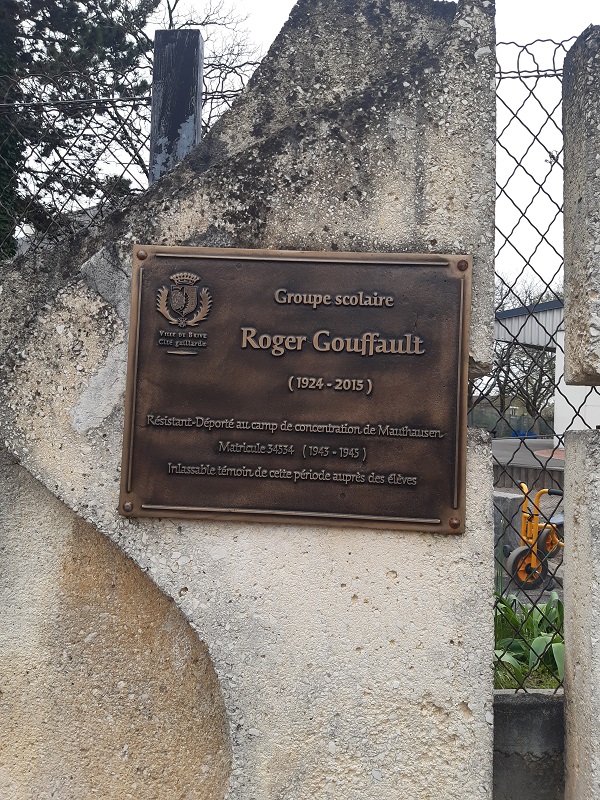 VILLE DE BRIVE
Cité gaillarde
Groupe scolaire
Roger Gouffault
(1924 - 2015)
Résistant-Déporté au camp de concentration de Mauthausen
Matricule 34534 (1943 - 1945)
Inlassable témoin de cette période auprès des élèves